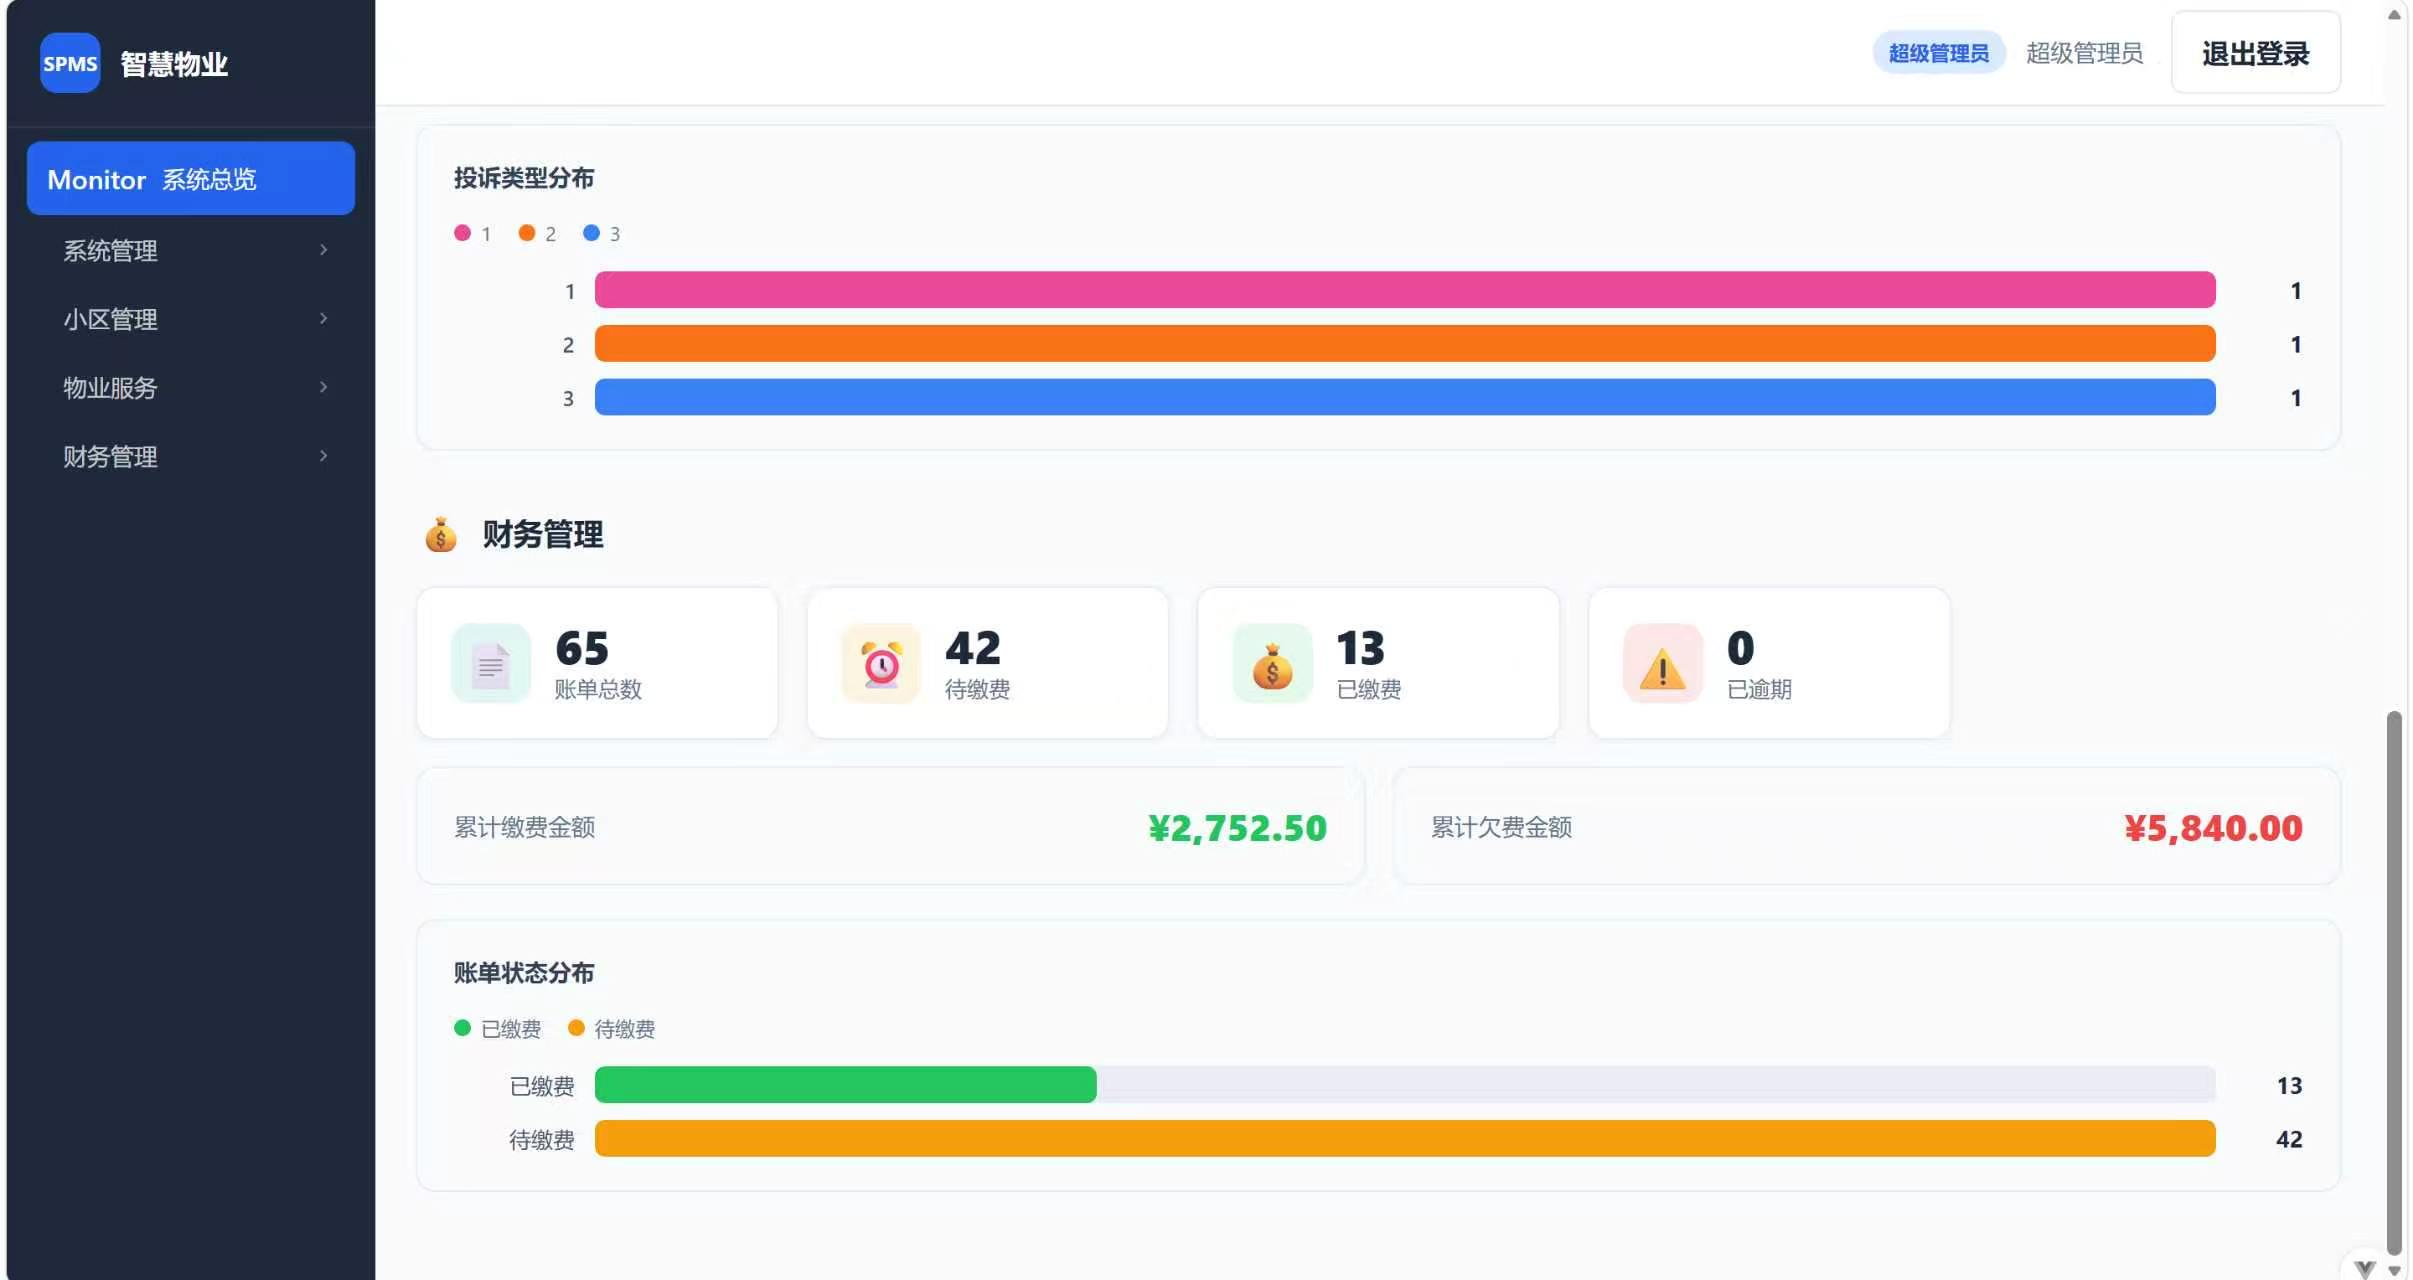 SPMS 智慧物业
超级管理员 超级管理员 退出登录
Monitor 系统总览
系统管理
小区管理
物业服务
财务管理
投诉类型分布
1 2 3
1 1
2 1
3 1
财务管理
65
账单总数
42
待缴费
13
已缴费
0
已逾期
累计缴费金额 ¥2,752.50
累计欠费金额 ¥5,840.00
账单状态分布
已缴费 待缴费
已缴费 13
待缴费 42